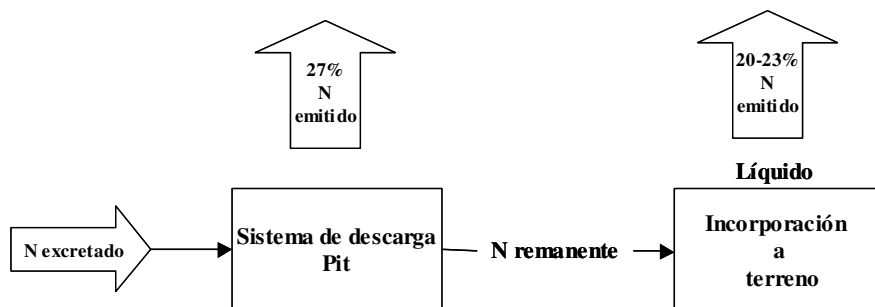 27%
N
emitido
20-23%
N
emitido
Líquido
N excretado
Sistema de descarga
Pit
N remanente
Incorporación
a
terreno